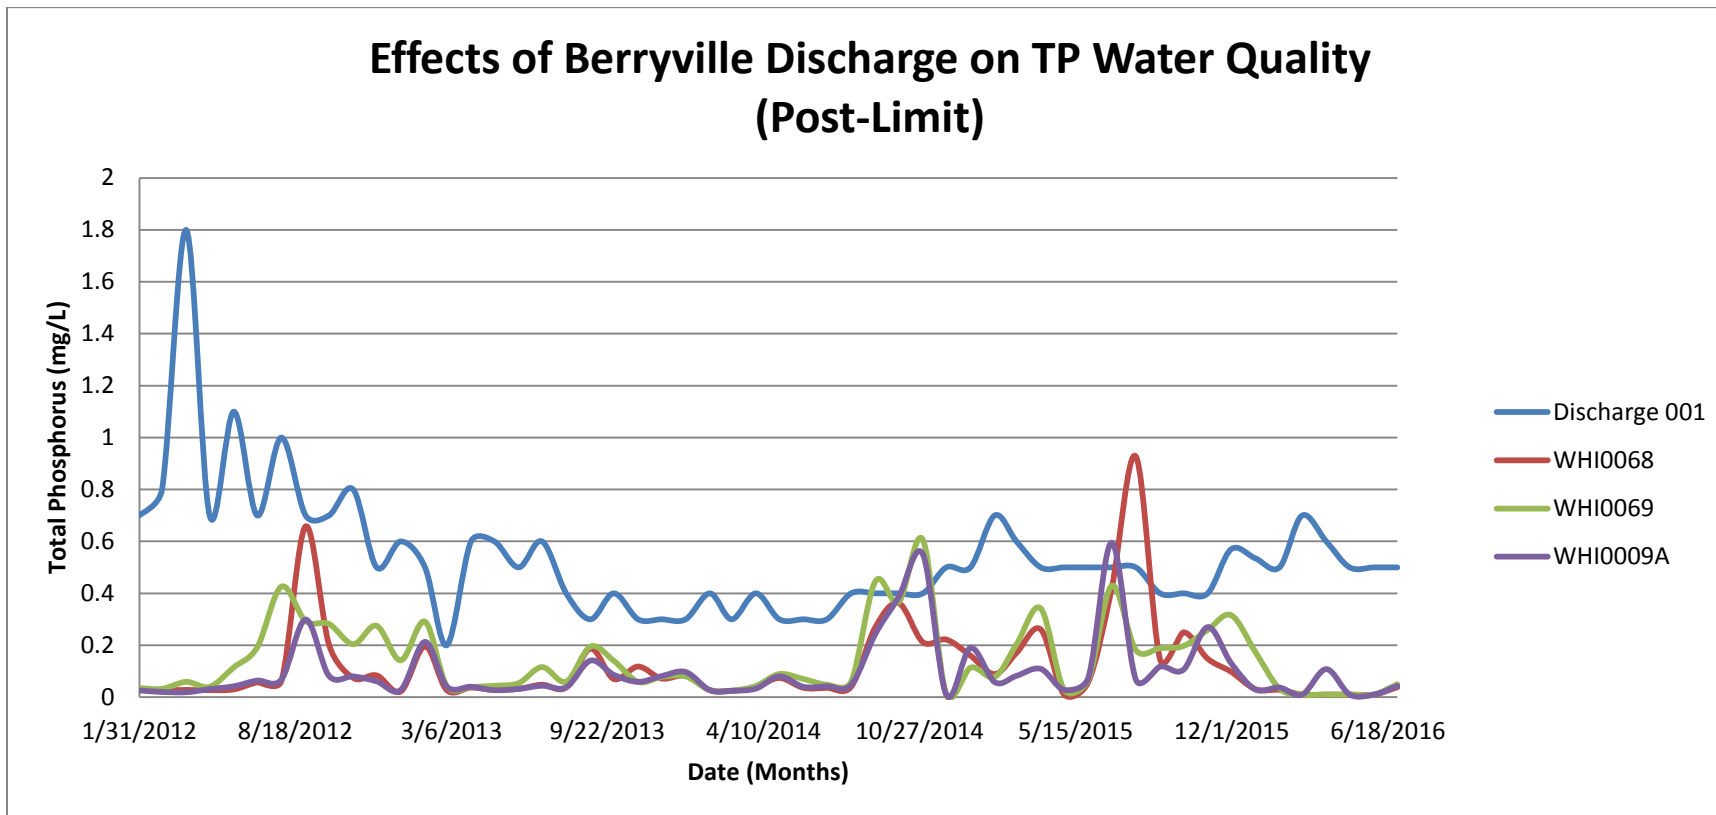 Effects of Berryville Discharge on TP Water Quality
(Post-Limit)
Total Phosphorus (mg/L)
2
1.8
1.6
1.4
1.2
1
0.8
0.6
0.4
0.2
0
1/31/2012 8/18/2012 3/6/2013 9/22/2013 4/10/2014 10/27/2014 5/15/2015 12/1/2015 6/18/2016
Date (Months)
Discharge 001
WHI0068
WHI0069
WHI0009A